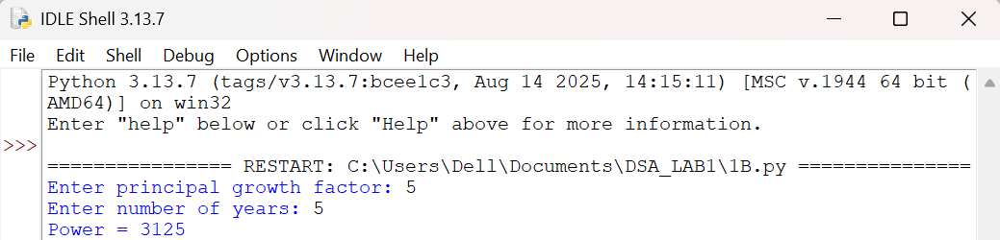 IDLE Shell 3.13.7
File Edit Shell Debug Options Window Help
Python 3.13.7 (tags/v3.13.7:bcee1c3, Aug 14 2025, 14:15:11) [MSC v.1944 64 bit (
AMD64)] on win32
Enter "help" below or click "Help" above for more information.
>>>
================ RESTART: C:\Users\Dell\Documents\DSA_LAB1\1B.py ===============
Enter principal growth factor: 5
Enter number of years: 5
Power = 3125